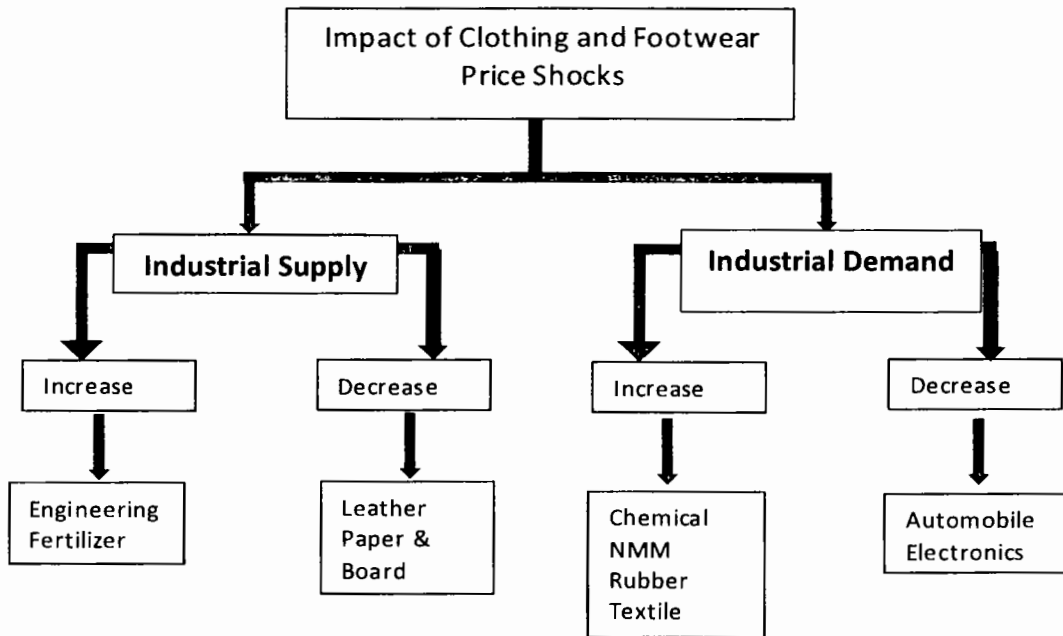 Impact of Clothing and Footwear
Price Shocks
Industrial Supply
Industrial Demand
Increase
Decrease
Increase
Decrease
Engineering
Fertilizer
Leather
Paper &
Board
Chemical
NMM
Rubber
Textile
Automobile
Electronics